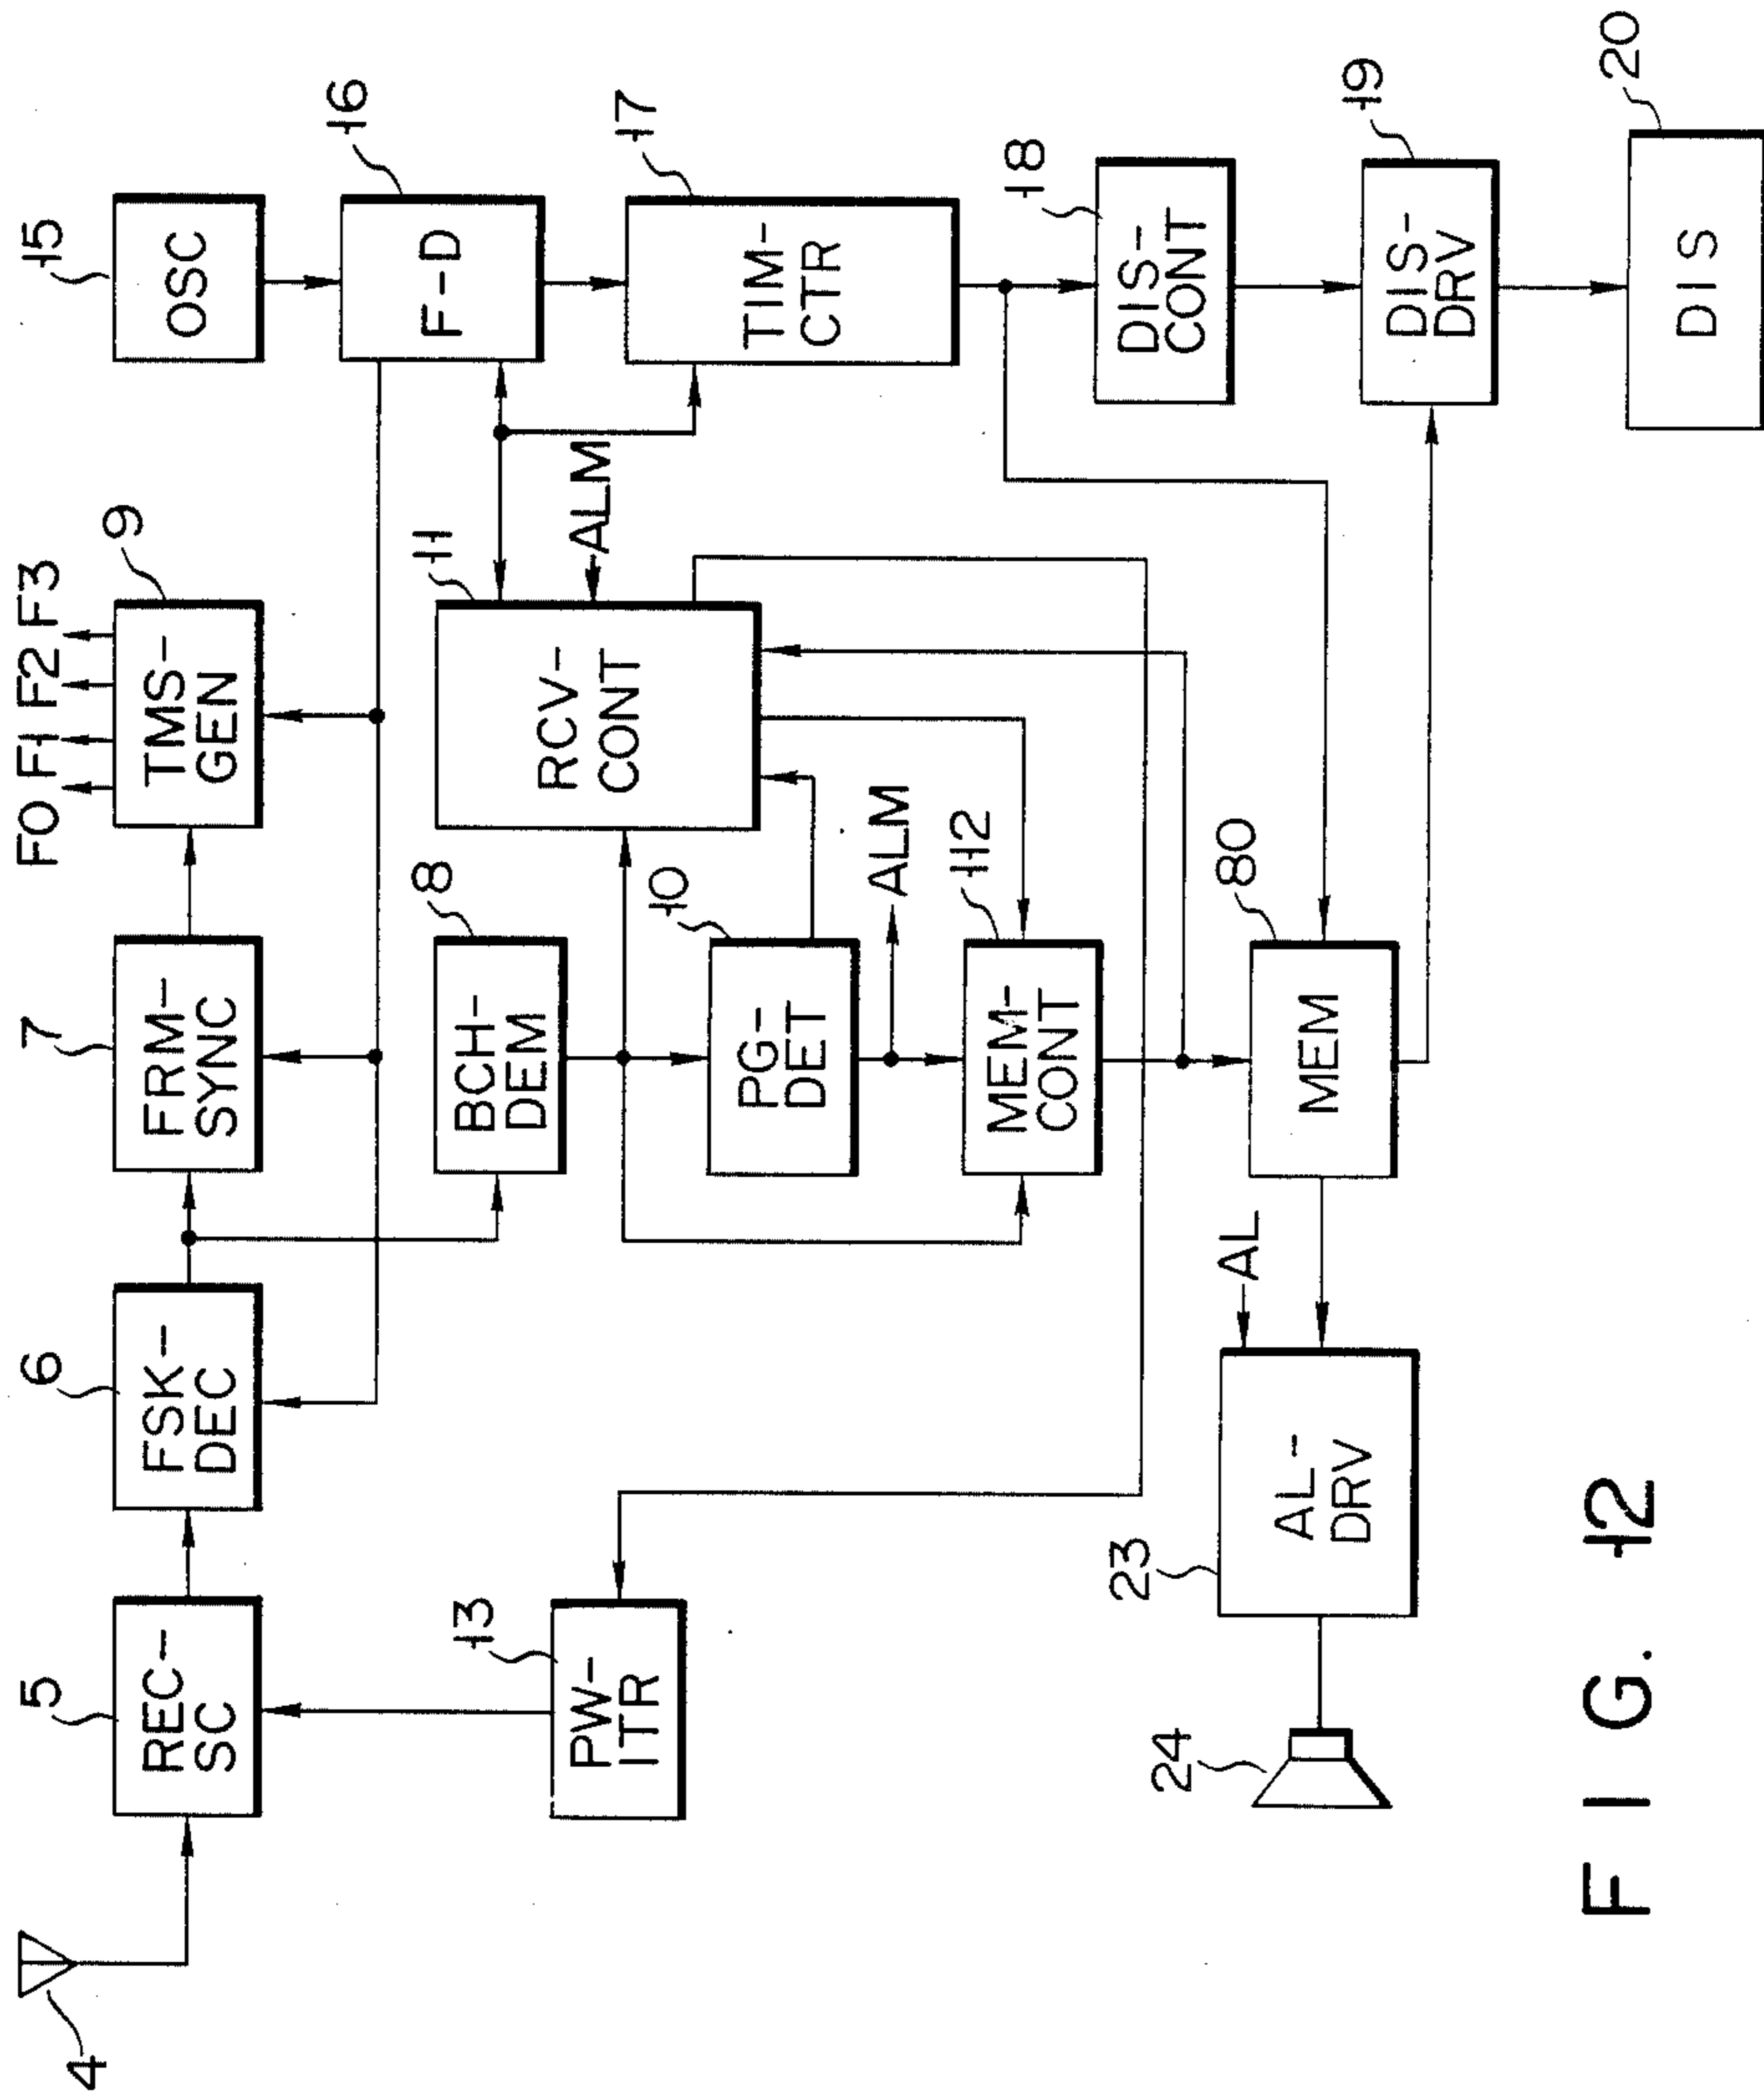 4
5
REC-
SC
6
FSK-
DEC
7
FRM-
SYNC
F0 F1 F2 F3
9
TMS-
GEN
15
OSC
16
F-D
8
BCH-
DEM
11
RCV-
CONT
ALM
17
TIM-
CTR
13
PW-
ITR
10
PG-
DET
ALM
112
MEM-
CONT
18
DIS-
CONT
24
23
AL-
DRV
AL
80
MEM
19
DIS-
DRV
20
DIS
FIG. 12